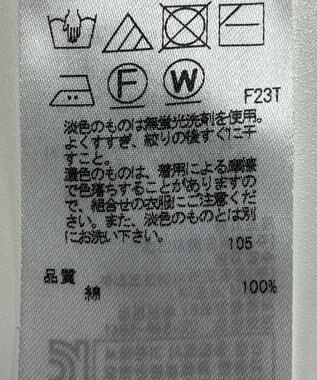 F
W
F23T
淡色のものは無蛍光洗剤を使用。
よくすすぎ、絞りの後すぐに干
すこと。
濃色のものは、着用による摩擦
で色落ちすることがありますの
で、組合せの衣服にご注意くだ
さい。また、淡色のものとは別
にお洗い下さい。
105
品質
綿 100%